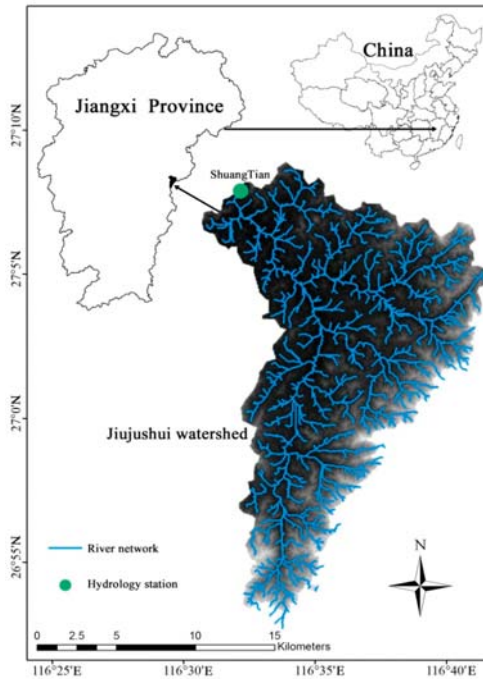 China
Jiangxi Province
ShuangTian
Jiujushui watershed
River network
Hydrology station
N
0 2.5 5 10 15
Kilometers
27°10'N
27°5'N
27°0'N
26°55'N
116°25'E 116°30'E 116°35'E 116°40'E